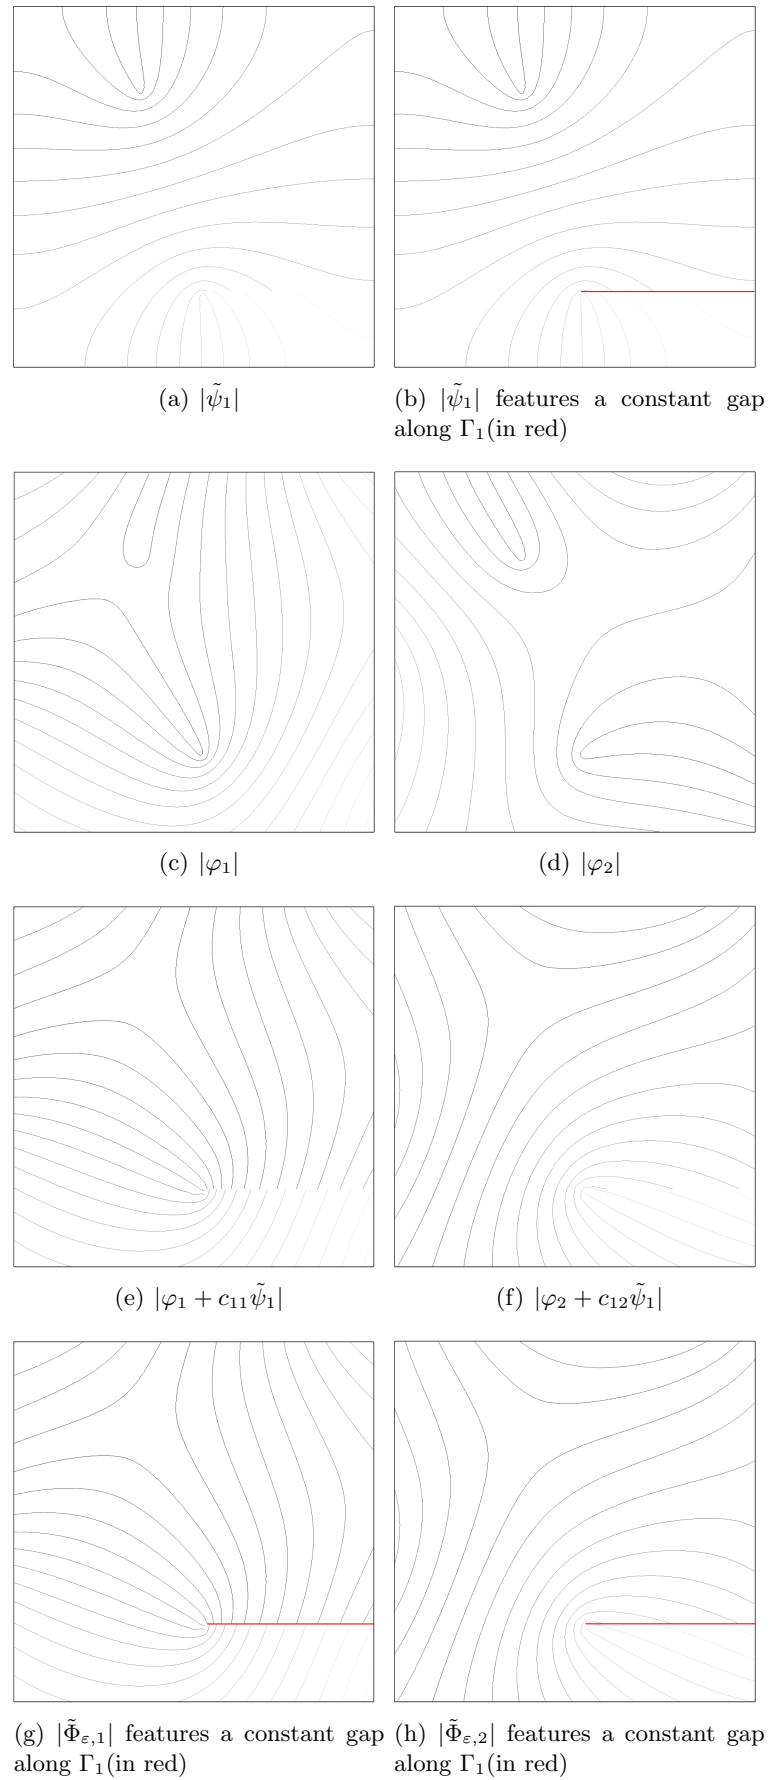 (a) |ψ̃₁|
(b) |ψ̃₁| features a constant gap
along Γ₁(in red)
(c) |φ₁|
(d) |φ₂|
(e) |φ₁ + c₁₁ψ̃₁|
(f) |φ₂ + c₁₂ψ̃₁|
(g) |Φ̃ε,₁| features a constant gap
along Γ₁(in red)
(h) |Φ̃ε,₂| features a constant gap
along Γ₁(in red)